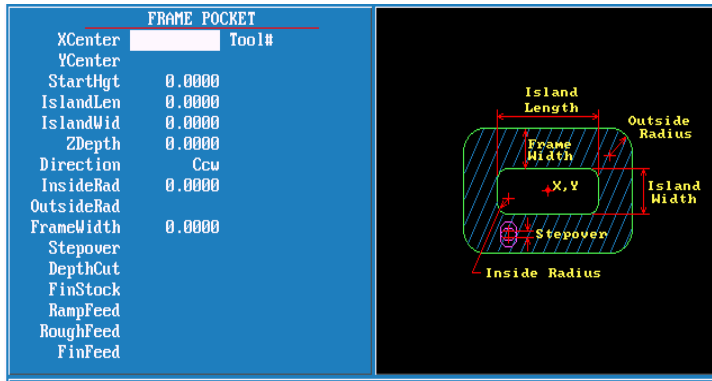 FRAME POCKET
XCenter Tool#
YCenter
StartHgt 0.0000
IslandLen 0.0000
IslandWid 0.0000
ZDepth 0.0000
Direction Ccw
InsideRad 0.0000
OutsideRad
FrameWidth 0.0000
Stepover
DepthCut
FinStock
RampFeed
RoughFeed
FinFeed
Island
Length
Outside
Radius
Frame
Width
X,Y
Island
Width
Stepover
Inside Radius